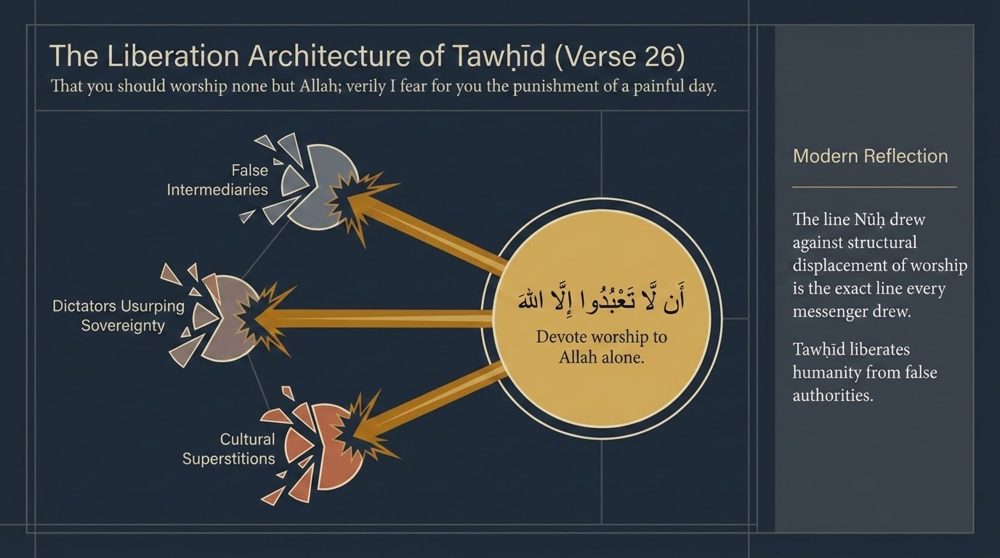 The Liberation Architecture of Tawḥīd (Verse 26)
That you should worship none but Allah; verily I fear for you the punishment of a painful day.
False
Intermediaries
Dictators Usurping
Sovereignty
Cultural
Superstitions
أَن لَّا تَعْبُدُوا إِلَّا اللهَ
Devote worship to
Allah alone.
Modern Reflection
The line Nūḥ drew
against structural
displacement of worship
is the exact line every
messenger drew.
Tawḥīd liberates
humanity from false
authorities.